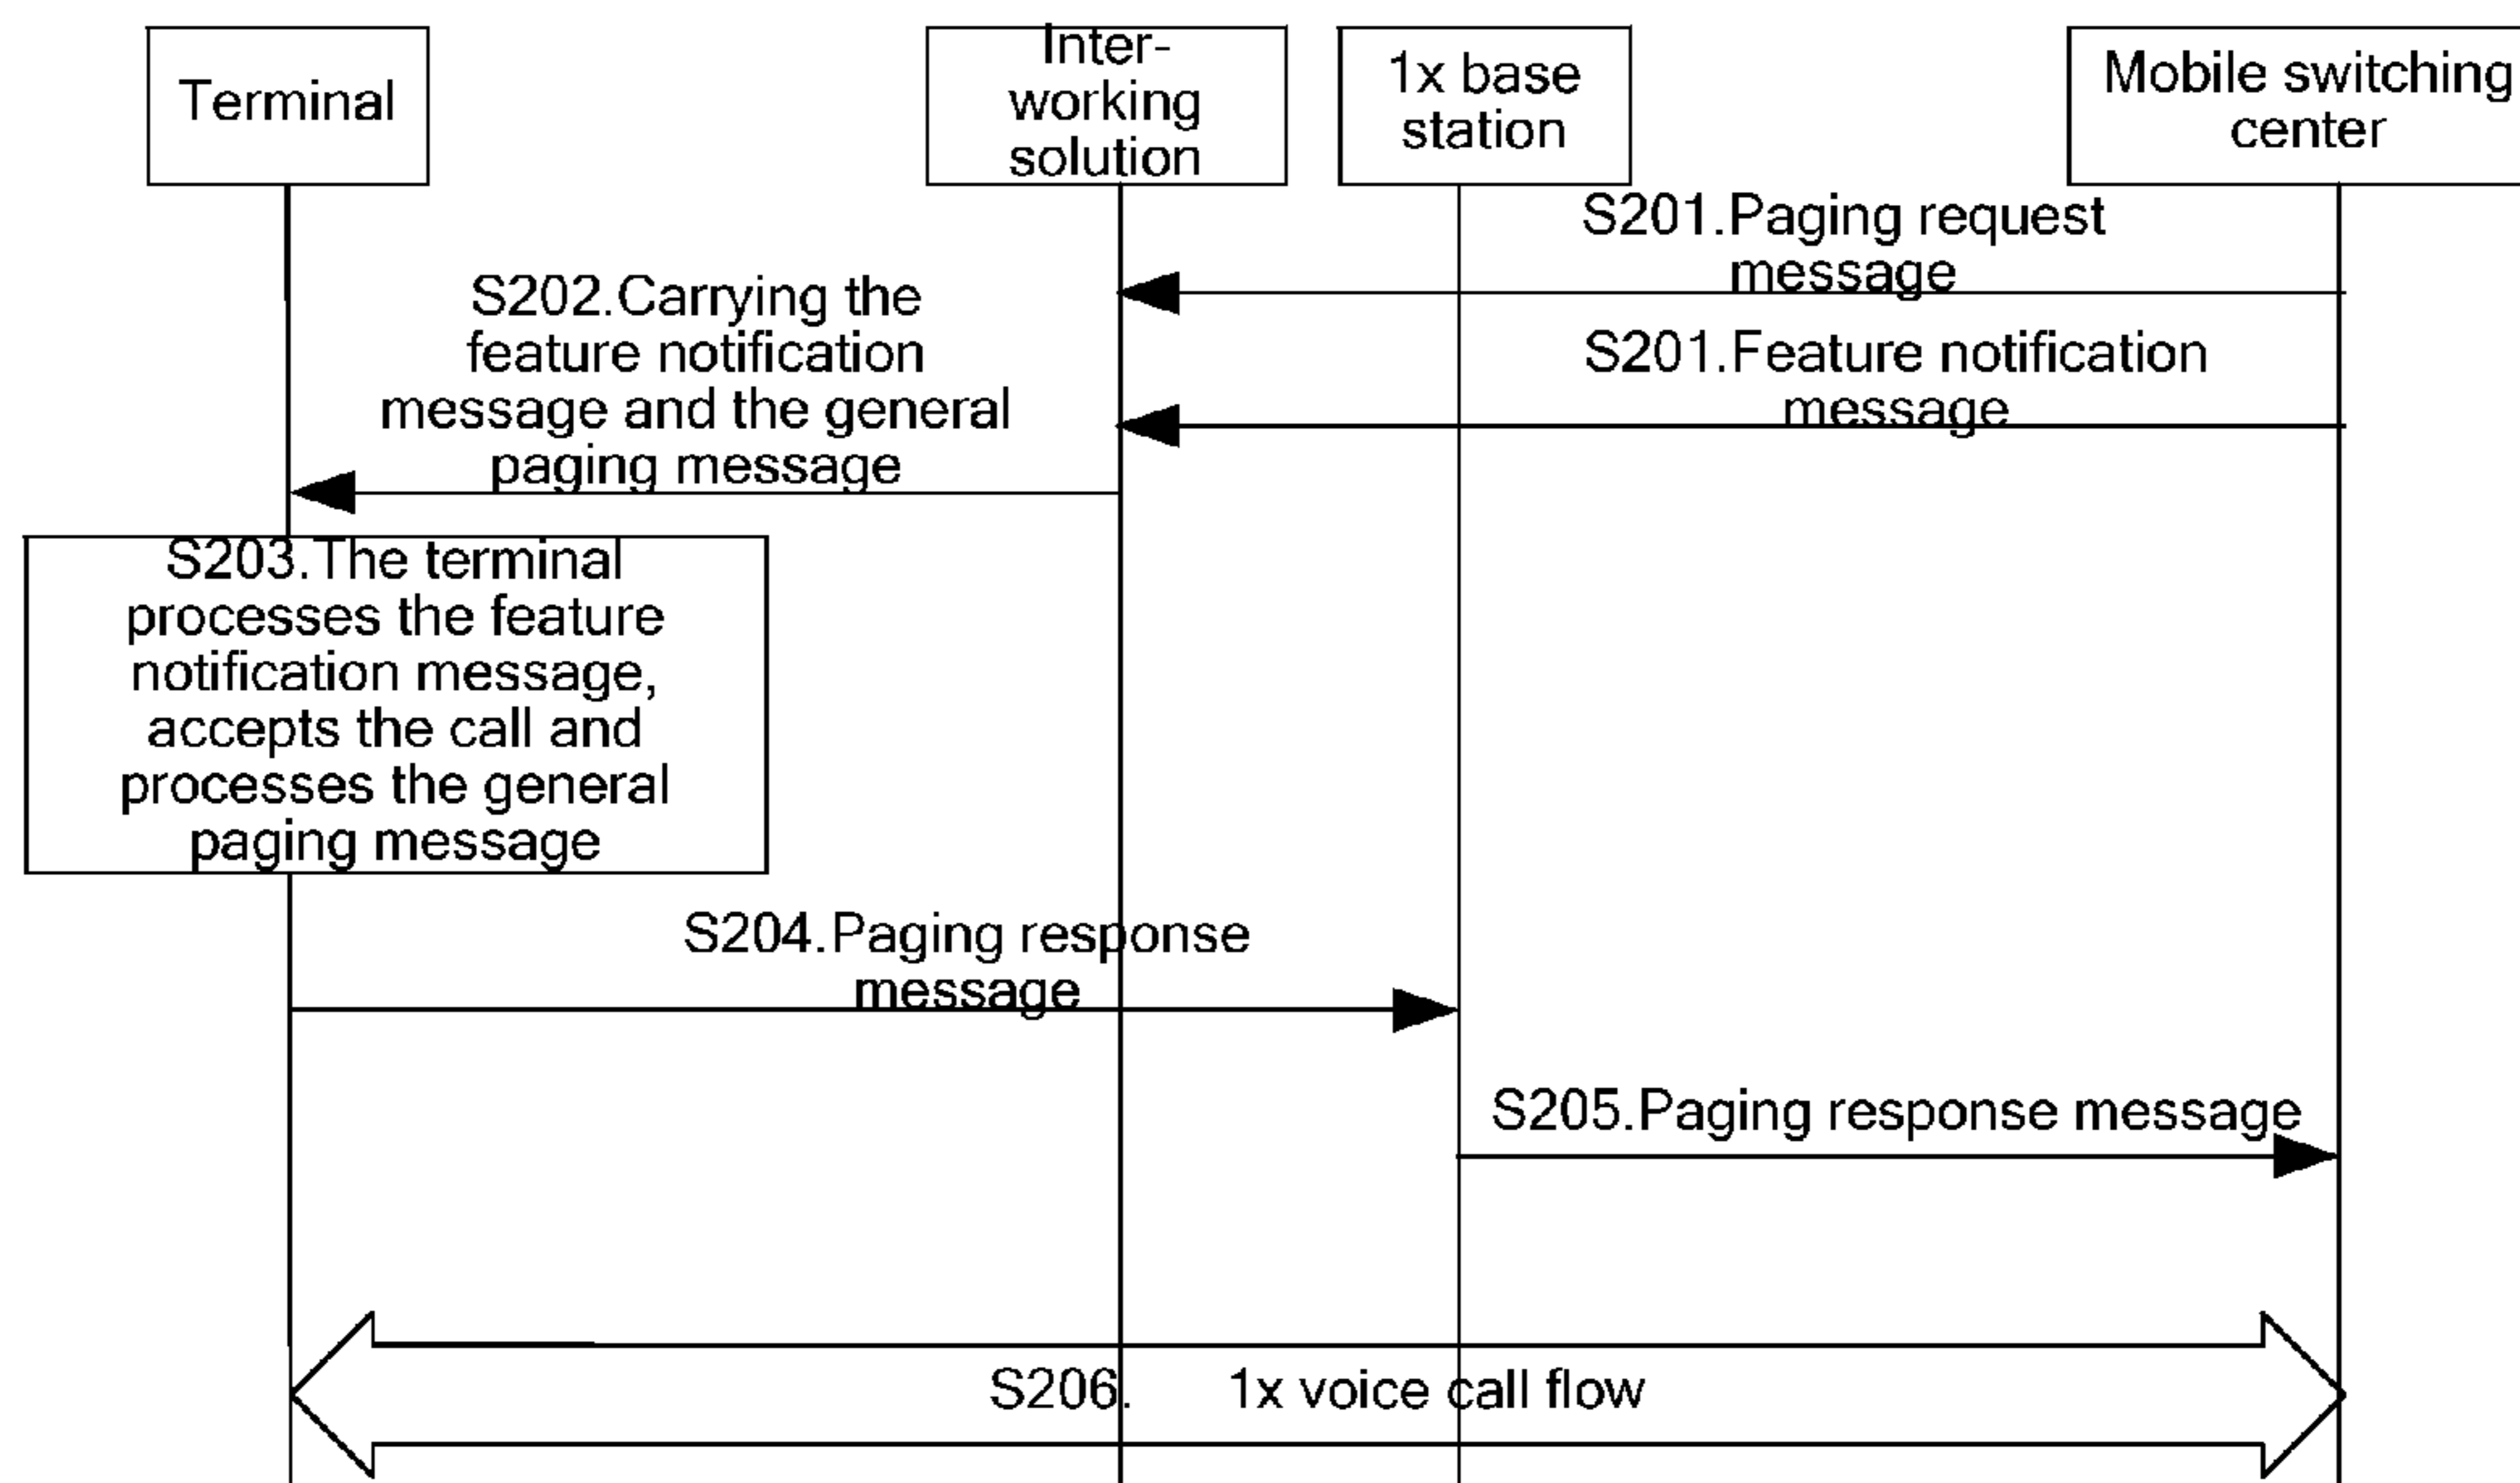 Terminal
Inter-
working
solution
1x base
station
Mobile switching
center
S201.Paging request
message
S202.Carrying the
feature notification
message and the general
paging message
S201.Feature notification
message
S203.The terminal
processes the feature
notification message,
accepts the call and
processes the general
paging message
S204.Paging response
message
S205.Paging response message
S206. 1x voice call flow